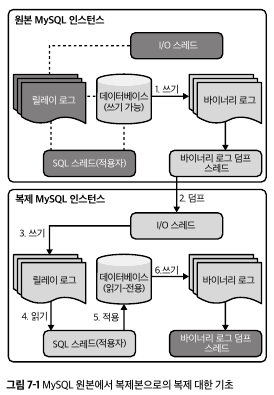 원본 MySQL 인스턴스
I/O 스레드
릴레이 로그
데이터베이스
(쓰기 가능)
1. 쓰기
바이너리 로그
SQL 스레드(적용자)
바이너리 로그 덤프
스레드
복제 MySQL 인스턴스
2. 덤프
I/O 스레드
3. 쓰기
릴레이 로그
데이터베이스
(읽기-전용)
6.쓰기
바이너리 로그
4. 읽기
5. 적용
SQL 스레드(적용자)
바이너리 로그 덤프
스레드
그림 7-1 MySQL 원본에서 복제본으로의 복제 대한 기초